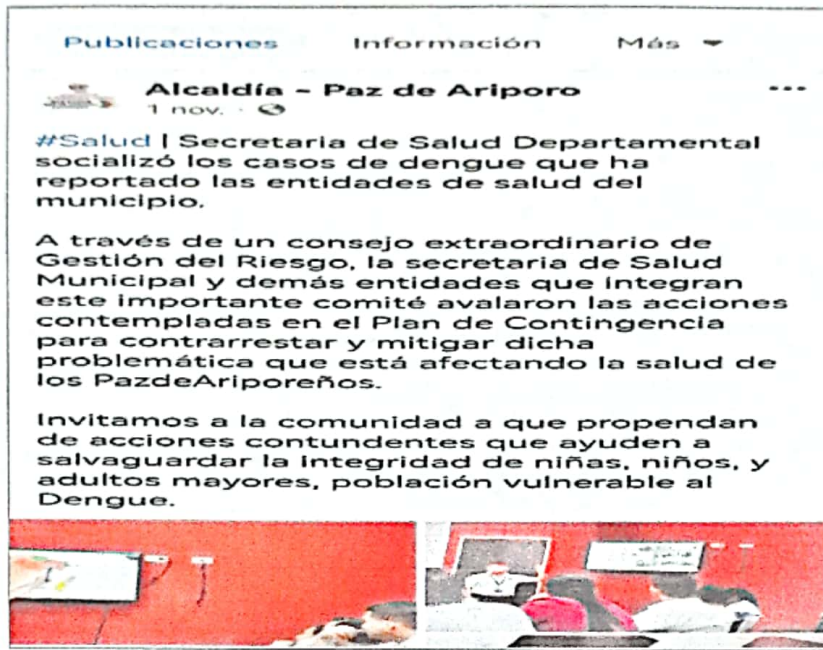 Publicaciones Información Más
Alcaldía - Paz de Ariporo
1 nov. ·
#Salud | Secretaria de Salud Departamental
socializó los casos de dengue que ha
reportado las entidades de salud del
municipio.
A través de un consejo extraordinario de
Gestión del Riesgo, la secretaria de Salud
Municipal y demás entidades que integran
este importante comité avalaron las acciones
contempladas en el Plan de Contingencia
para contrarrestar y mitigar dicha
problemática que está afectando la salud de
los PazdeAriporeños.
Invitamos a la comunidad a que propendan
de acciones contundentes que ayuden a
salvaguardar la integridad de niñas, niños, y
adultos mayores, población vulnerable al
Dengue.